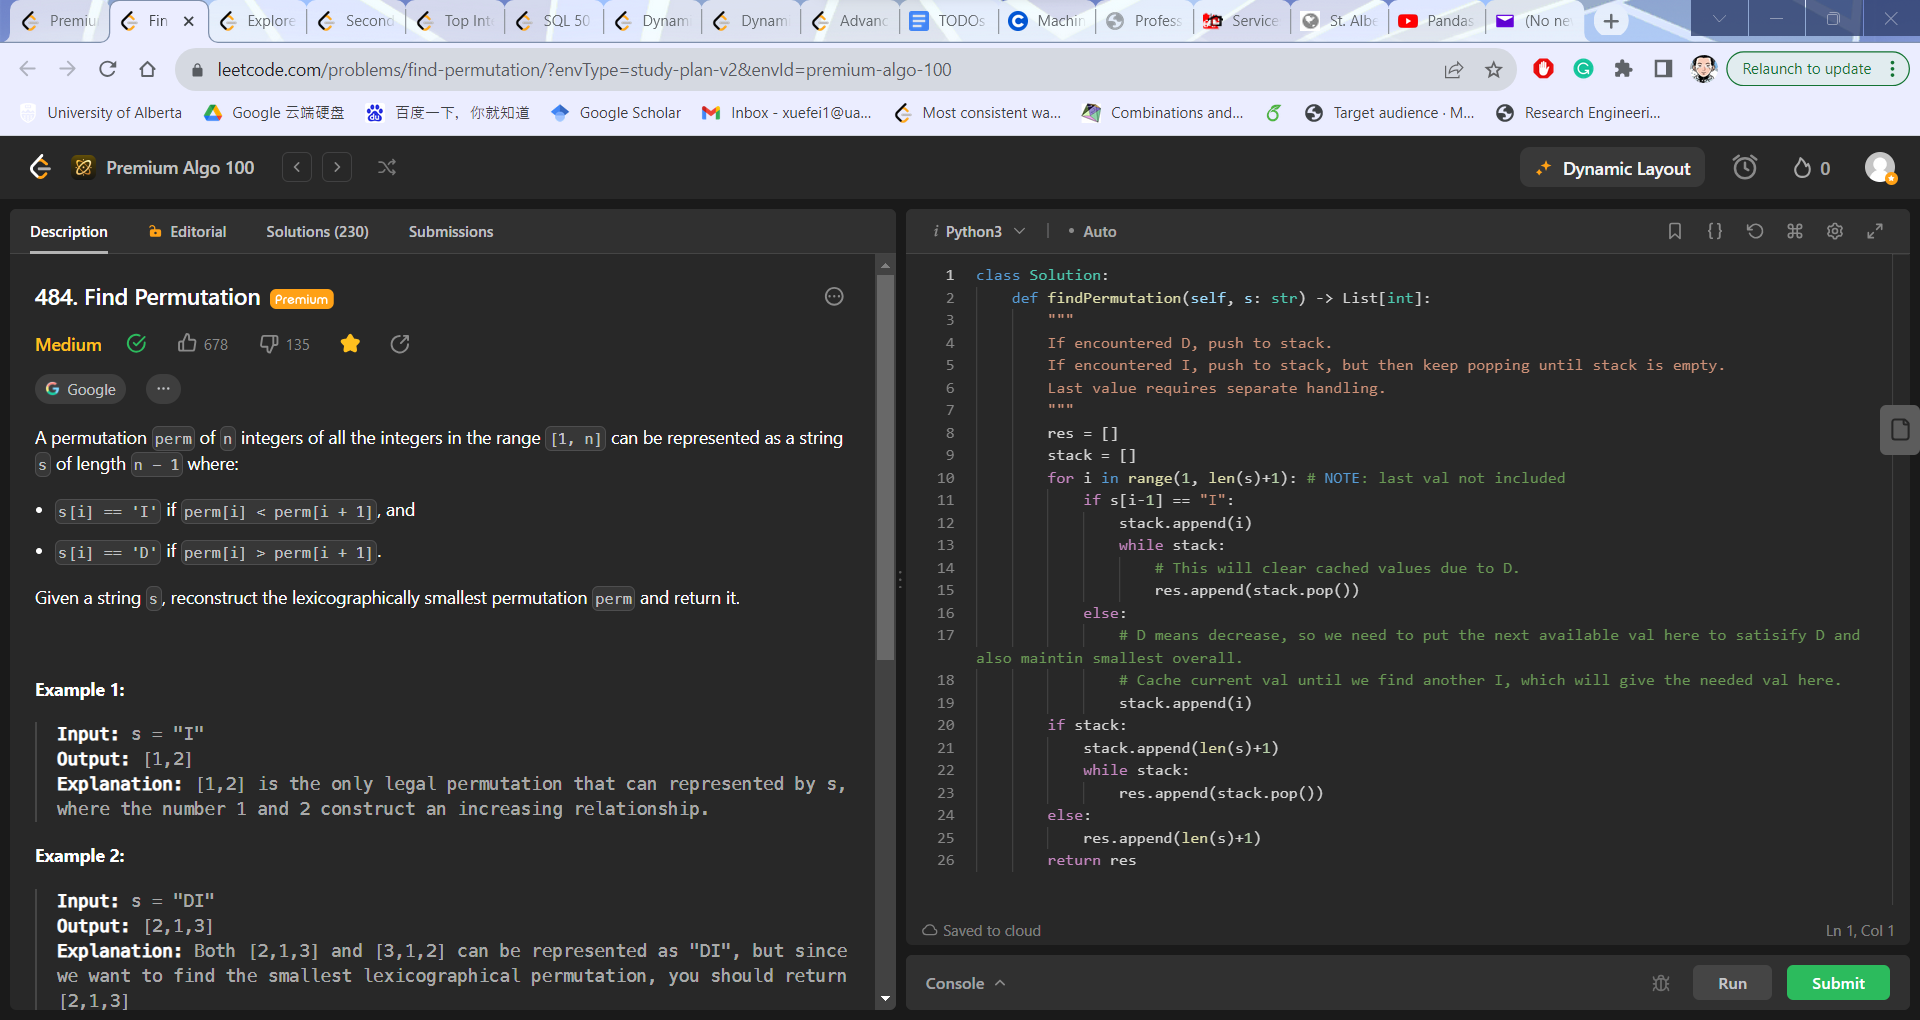 Premiu
Fin
Explore
Second
Top Int
SQL 50
Dynam
Dynam
Advanc
TODOs
Machin
Profess
Service
St. Albe
Pandas
(No ne
leetcode.com/problems/find-permutation/?envType=study-plan-v2&envId=premium-algo-100
Relaunch to update
University of Alberta
Google 云端硬盘
百度一下，你就知道
Google Scholar
Inbox - xuefei1@ua...
Most consistent wa...
Combinations and...
Target audience · M...
Research Engineeri...
Premium Algo 100
Dynamic Layout
0
Description
Editorial
Solutions (230)
Submissions
484. Find Permutation Premium
Medium
678
135
Google
A permutation perm of n integers of all the integers in the range [1, n] can be represented as a string
s of length n - 1 where:
• s[i] == 'I' if perm[i] < perm[i + 1], and
• s[i] == 'D' if perm[i] > perm[i + 1].
Given a string s, reconstruct the lexicographically smallest permutation perm and return it.
Example 1:
Input: s = "I"
Output: [1,2]
Explanation: [1,2] is the only legal permutation that can represented by s,
where the number 1 and 2 construct an increasing relationship.
Example 2:
Input: s = "DI"
Output: [2,1,3]
Explanation: Both [2,1,3] and [3,1,2] can be represented as "DI", but since
we want to find the smallest lexicographical permutation, you should return
[2,1,3]
i Python3
• Auto
1 class Solution:
2 def findPermutation(self, s: str) -> List[int]:
3 """
4 If encountered D, push to stack.
5 If encountered I, push to stack, but then keep popping until stack is empty.
6 Last value requires separate handling.
7 """
8 res = []
9 stack = []
10 for i in range(1, len(s)+1): # NOTE: last val not included
11 if s[i-1] == "I":
12 stack.append(i)
13 while stack:
14 # This will clear cached values due to D.
15 res.append(stack.pop())
16 else:
17 # D means decrease, so we need to put the next available val here to satisify D and
also maintin smallest overall.
18 # Cache current val until we find another I, which will give the needed val here.
19 stack.append(i)
20 if stack:
21 stack.append(len(s)+1)
22 while stack:
23 res.append(stack.pop())
24 else:
25 res.append(len(s)+1)
26 return res
Saved to cloud
Ln 1, Col 1
Console
Run
Submit